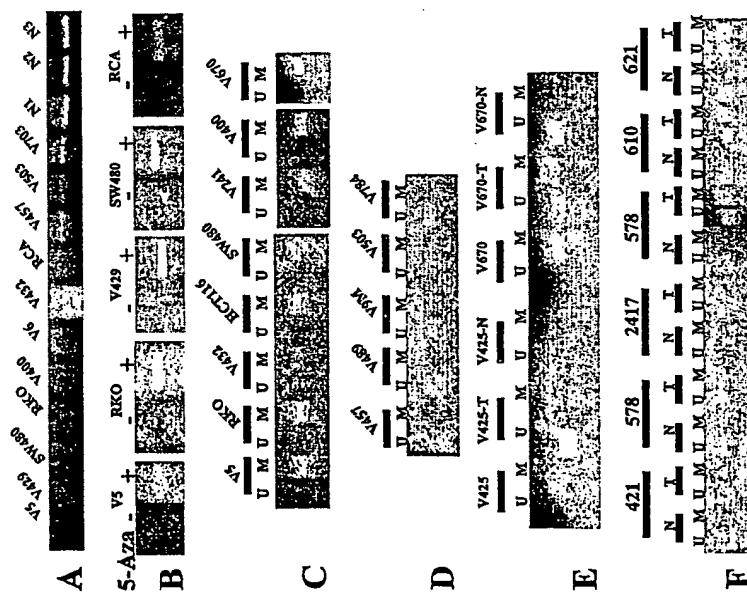 A V5 V429 SW480 RKO V400 V6 V432 RCA V457 V503 V703 N1 N2 N3
V5 RKO V429 SW480 RCA
5-Aza - + - + - + - + - +
B
V5 RKO V432 HCT116 SW480 V241 V400 V670
U M U M U M U M U M U M U M U M
C
V457 V489 V9M V503 V784
U M U M U M U M U M
D
V425 V425-T V425-N V670 V670-T V670-N
U M U M U M U M U M U M
E
421 578 2417 578 610 621
N T N T N T N T N T N T
U M U M U M U M U M U M U M U M U M U M U M U M
F